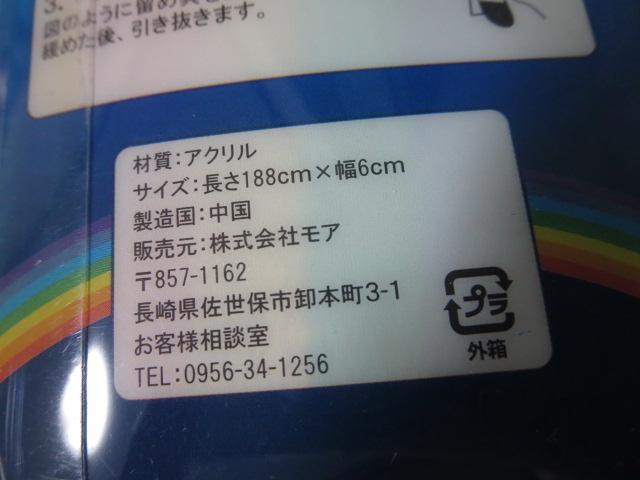 3.
図のように留め具を
緩めた後、引き抜きます。
材質：アクリル
サイズ：長さ188cm×幅6cm
製造国：中国
販売元：株式会社モア
〒857-1162
長崎県佐世保市卸本町3-1
お客様相談室
TEL：0956-34-1256
プラ
外箱